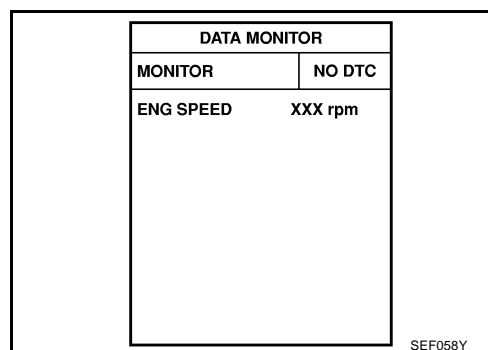 DATA MONITOR
MONITOR NO DTC
ENG SPEED XXX rpm
SEF058Y